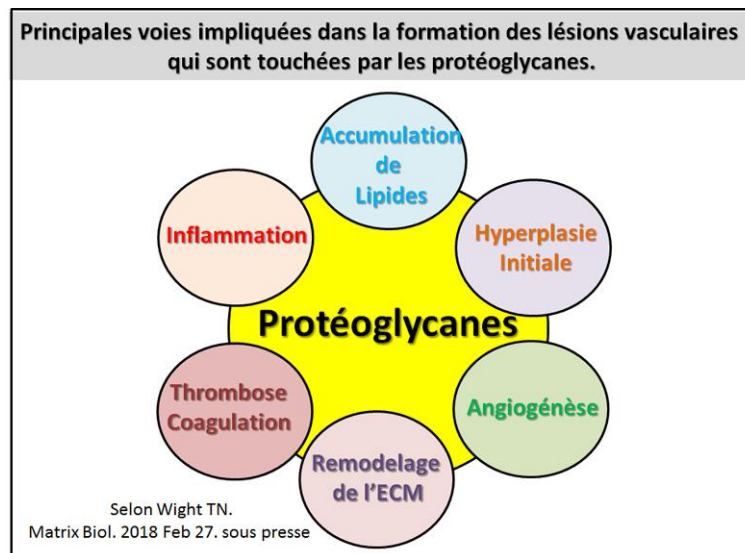 Principales voies impliquées dans la formation des lésions vasculaires
qui sont touchées par les protéoglycanes.
Accumulation
de
Lipides
Inflammation
Hyperplasie
Initiale
Protéoglycanes
Thrombose
Coagulation
Angiogénèse
Remodelage
de l'ECM
Selon Wight TN.
Matrix Biol. 2018 Feb 27. sous presse